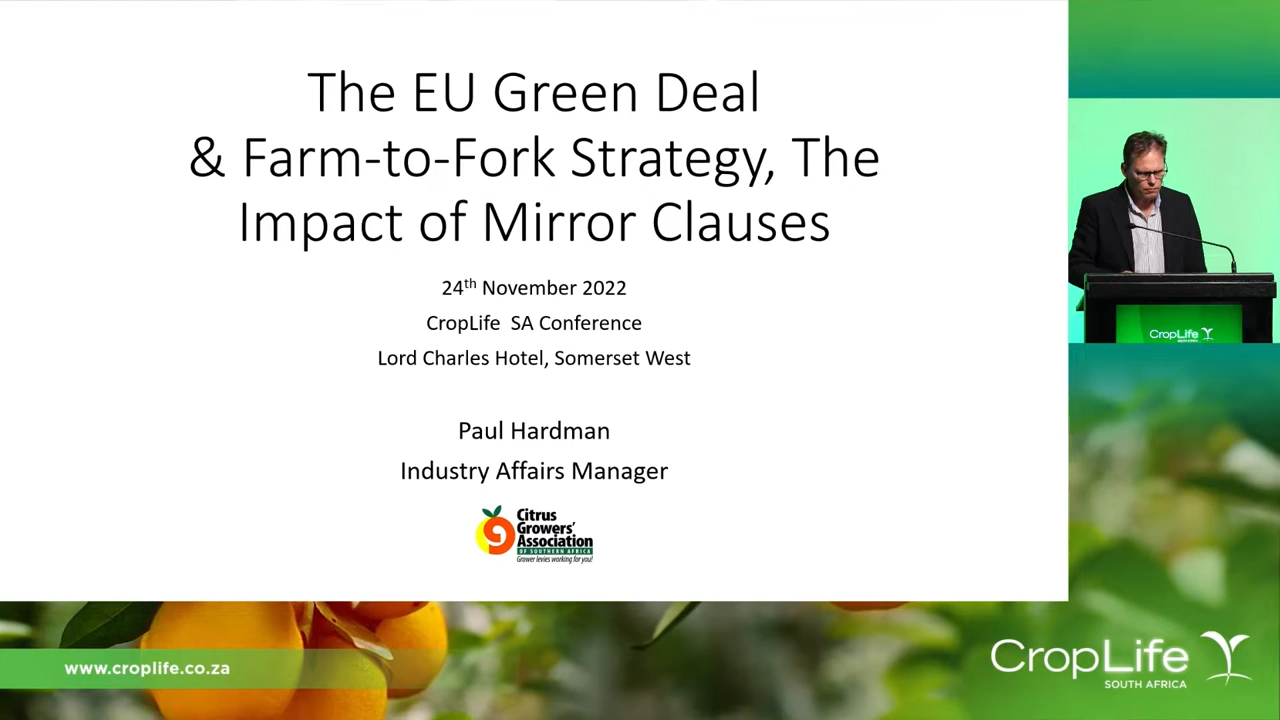 The EU Green Deal
& Farm-to-Fork Strategy, The
Impact of Mirror Clauses
24th November 2022
CropLife  SA Conference
Lord Charles Hotel, Somerset West
Paul Hardman
Industry Affairs Manager
Citrus
Growers'
Association
OF SOUTHERN AFRICA
Grower levies working for you!
CropLife
SOUTH AFRICA
www.croplife.co.za
CropLife
SOUTH AFRICA